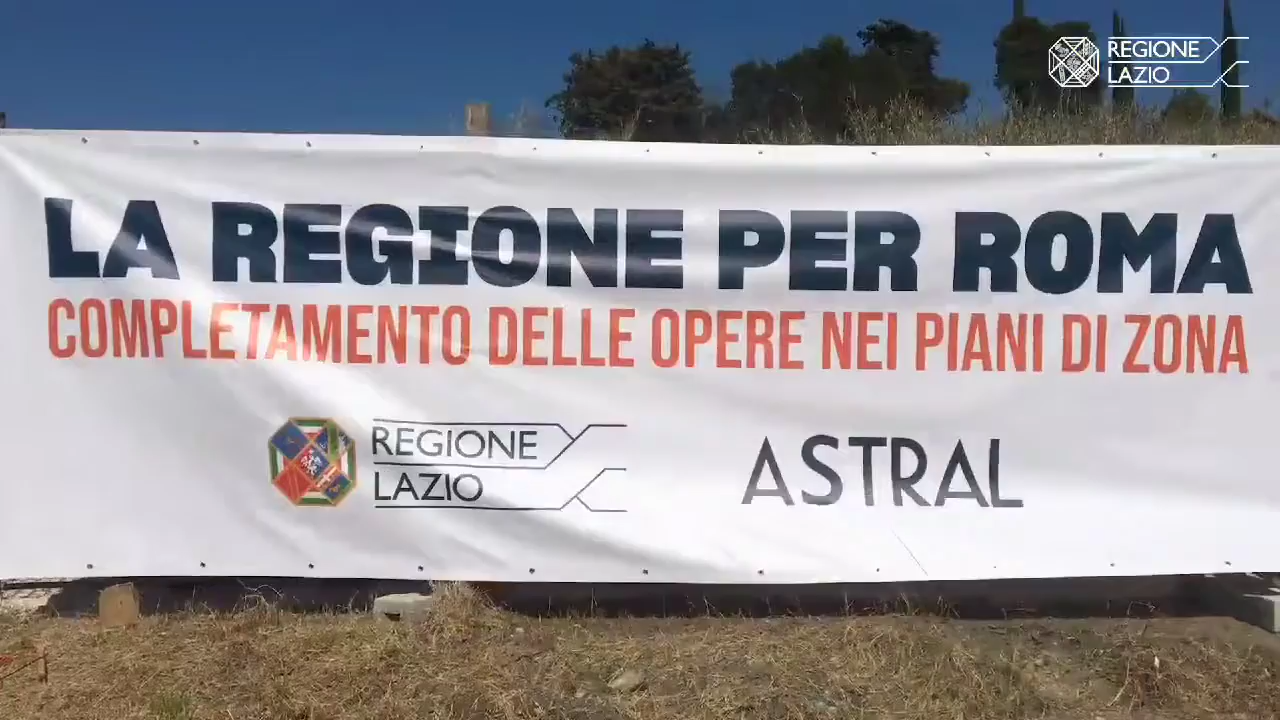 REGIONE
LAZIO
LA REGIONE PER ROMA
COMPLETAMENTO DELLE OPERE NEI PIANI DI ZONA
REGIONE
LAZIO
ASTRAL